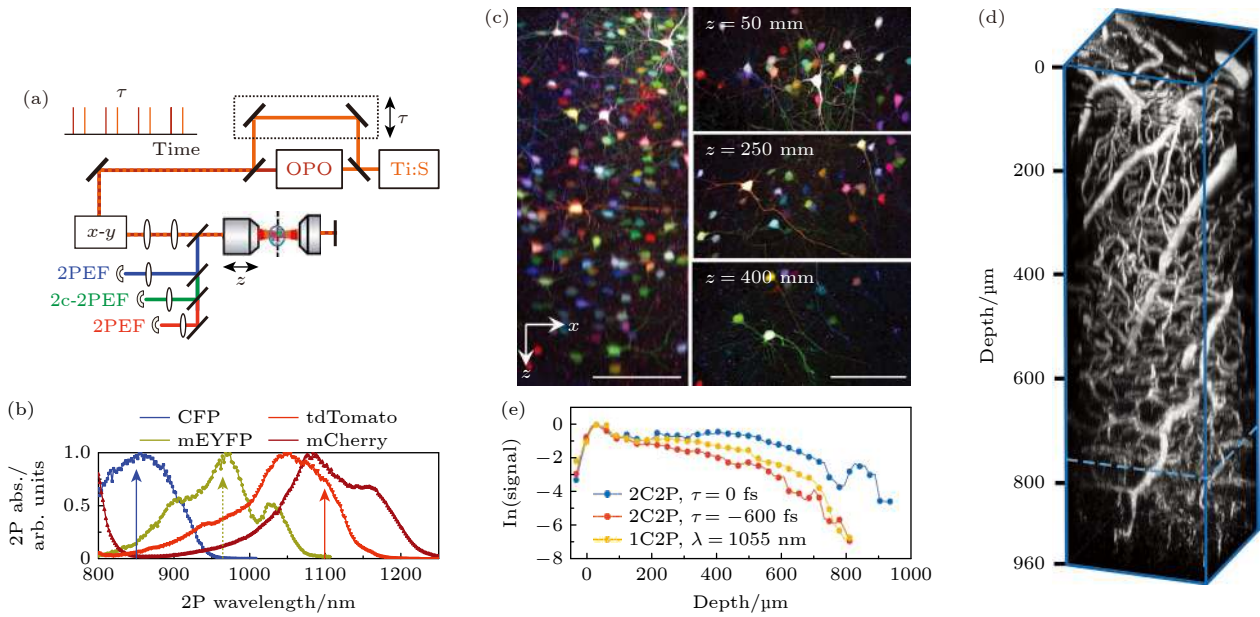 (a)
τ
Time
τ
OPO
Ti:S
x-y
z
2PEF
2c-2PEF
2PEF
(b)
CFP
tdTomato
mEYFP
mCherry
2P abs./
arb. units
1.0
0.5
0
800
900
1000
1100
1200
2P wavelength/nm
(c)
z = 50 mm
z = 250 mm
z = 400 mm
x
z
(d)
0
200
400
600
800
960
Depth/µm
(e)
ln(signal)
0
−2
−4
−6
−8
2C2P, τ = 0 fs
2C2P, τ = −600 fs
1C2P, λ = 1055 nm
0
200
400
600
800
1000
Depth/µm